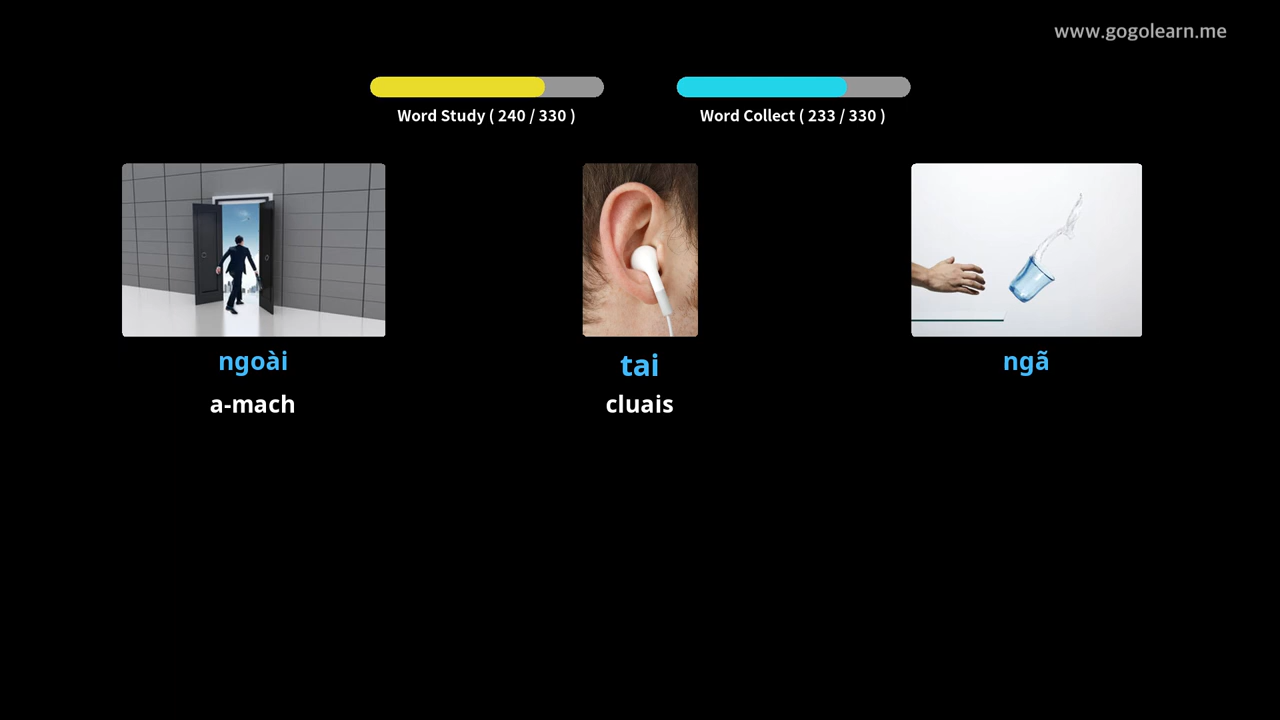 www.gogolearn.me
Word Study ( 240 / 330 )
Word Collect ( 233 / 330 )
ngoài
tai
ngã
a-mach
cluais